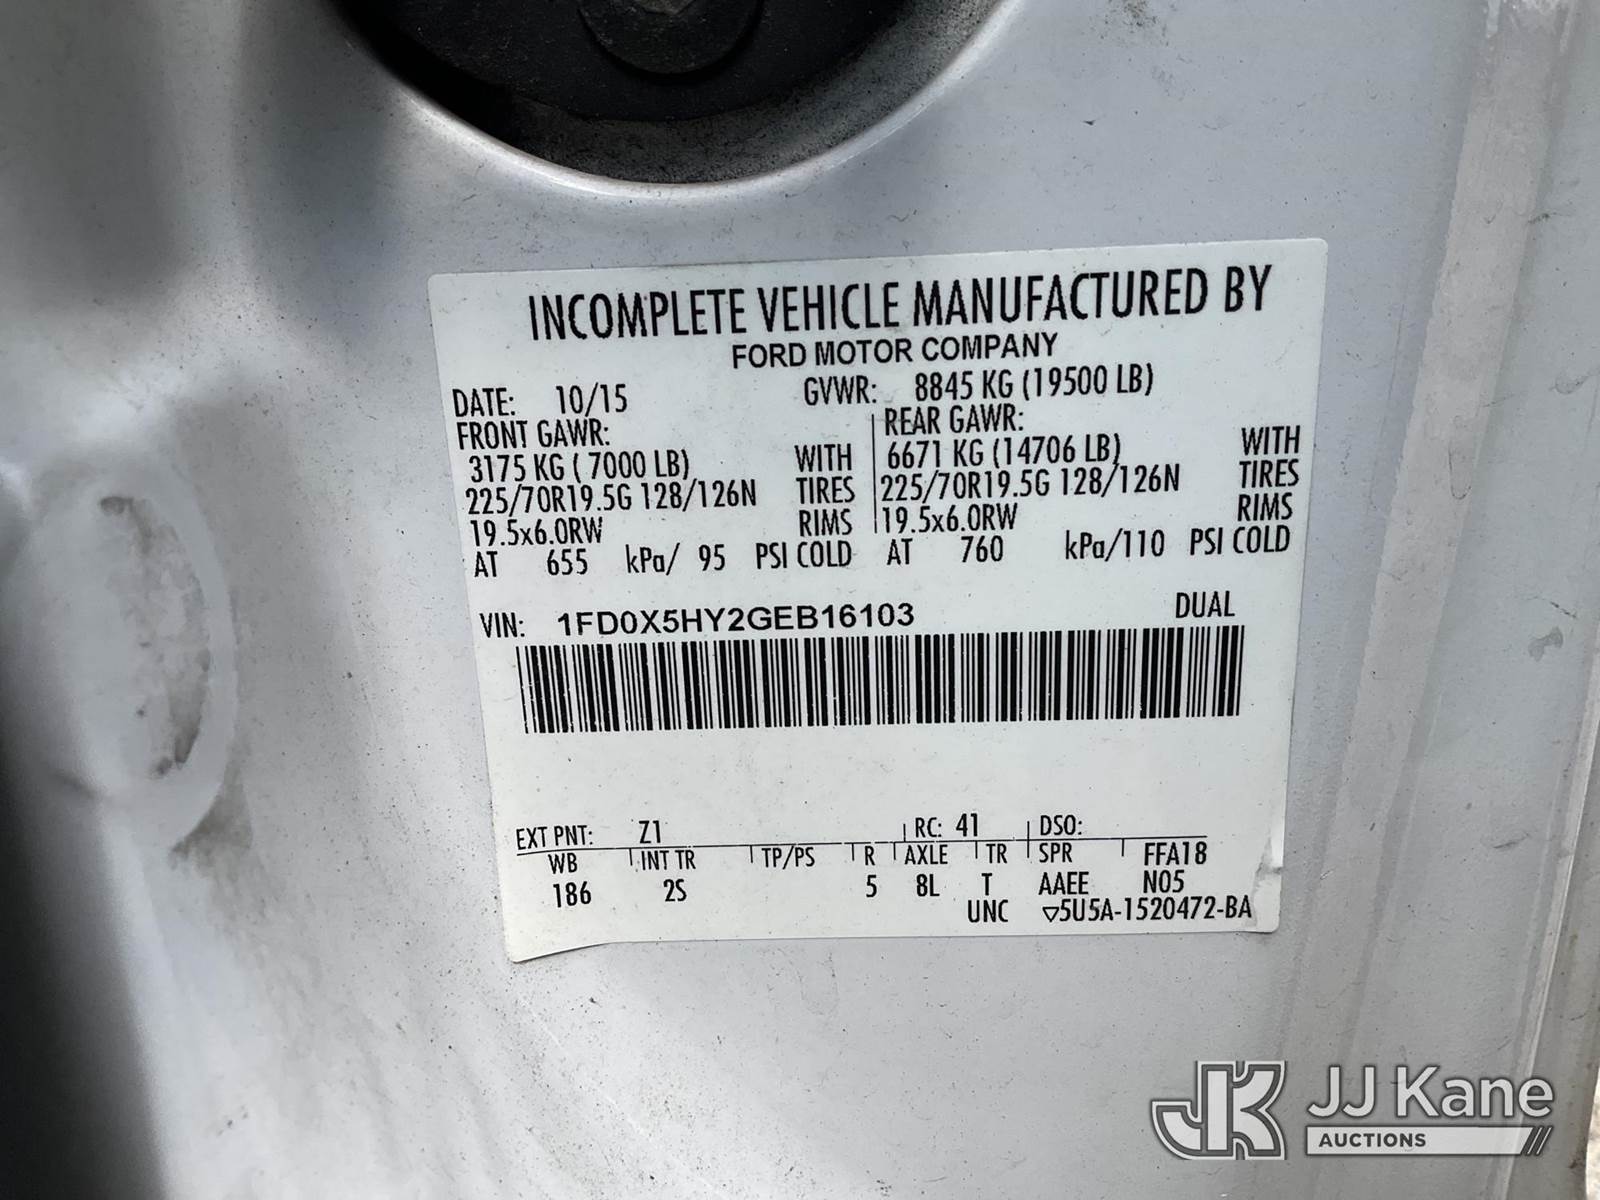 INCOMPLETE VEHICLE MANUFACTURED BY
FORD MOTOR COMPANY
DATE: 10/15 GVWR: 8845 KG (19500 LB)
FRONT GAWR: REAR GAWR:
3175 KG ( 7000 LB) WITH 6671 KG (14706 LB) WITH
225/70R19.5G 128/126N TIRES 225/70R19.5G 128/126N TIRES
19.5x6.0RW RIMS 19.5x6.0RW RIMS
AT 655 kPa/ 95 PSI COLD AT 760 kPa/110 PSI COLD
VIN: 1FD0X5HY2GEB16103 DUAL
EXT PNT: Z1 RC: 41 DSO:
WB INT TR TP/PS R AXLE TR SPR FFA18
186 2S 5 8L T AAEE N05
UNC ▽5U5A-1520472-BA
JK JJ Kane
AUCTIONS